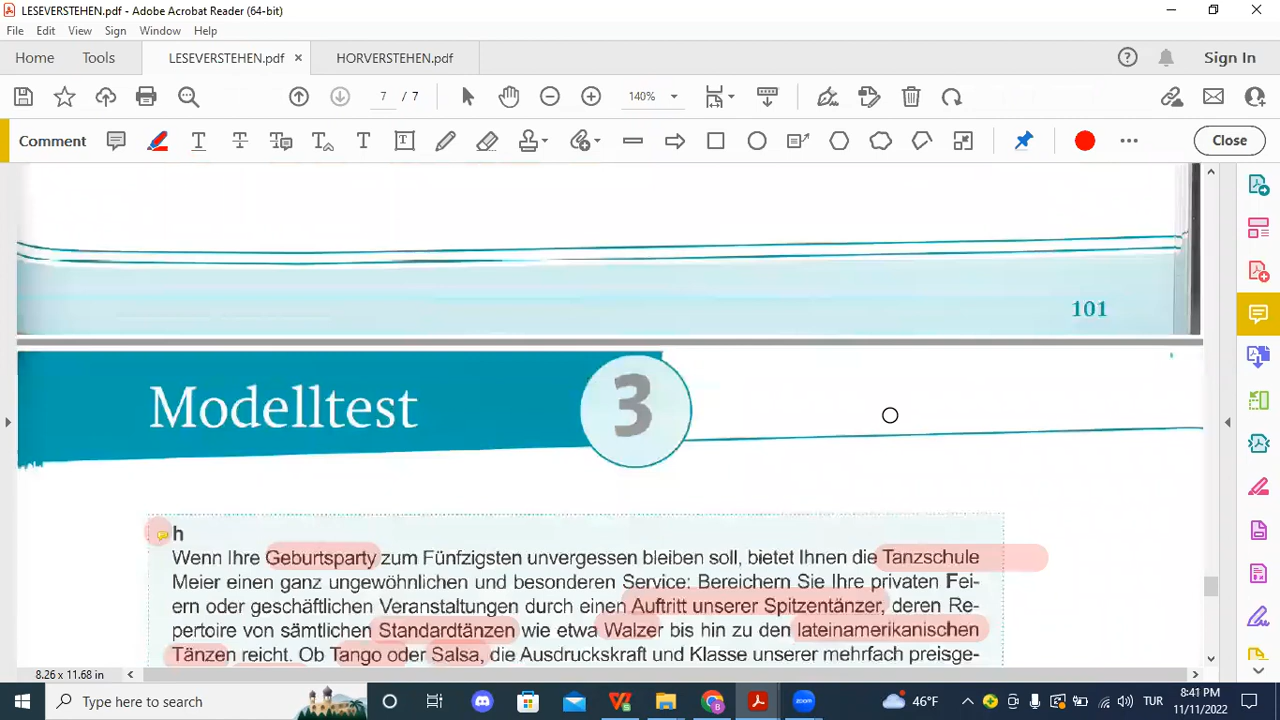 LESEVERSTEHEN.pdf - Adobe Acrobat Reader (64-bit)
File Edit View Sign Window Help
Home Tools LESEVERSTEHEN.pdf × HORVERSTEHEN.pdf Sign In
7 / 7 140%
Comment Close
101
Modelltest 3
h
Wenn Ihre Geburtsparty zum Fünfzigsten unvergessen bleiben soll, bietet Ihnen die Tanzschule
Meier einen ganz ungewöhnlichen und besonderen Service: Bereichern Sie Ihre privaten Fei-
ern oder geschäftlichen Veranstaltungen durch einen Auftritt unserer Spitzentänzer, deren Re-
pertoire von sämtlichen Standardtänzen wie etwa Walzer bis hin zu den lateinamerikanischen
Tänzen reicht. Ob Tango oder Salsa, die Ausdruckskraft und Klasse unserer mehrfach preisge-
8.26 x 11.68 in
Type here to search
zoom
46°F
TUR
8:41 PM
11/11/2022